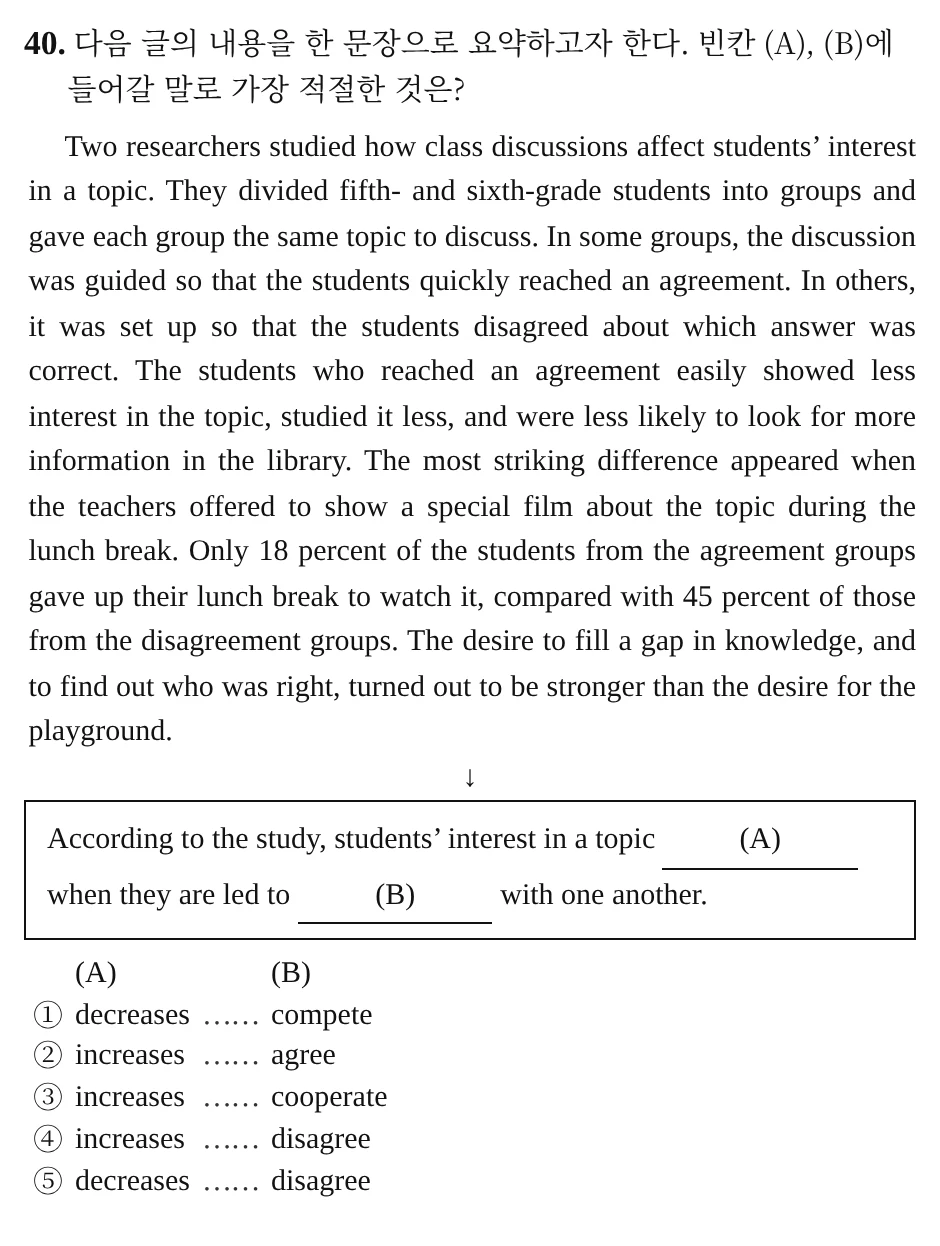 40. 다음 글의 내용을 한 문장으로 요약하고자 한다. 빈칸 (A), (B)에
들어갈 말로 가장 적절한 것은?
Two researchers studied how class discussions affect students’ interest
in a topic. They divided fifth- and sixth-grade students into groups and
gave each group the same topic to discuss. In some groups, the discussion
was guided so that the students quickly reached an agreement. In others,
it was set up so that the students disagreed about which answer was
correct. The students who reached an agreement easily showed less
interest in the topic, studied it less, and were less likely to look for more
information in the library. The most striking difference appeared when
the teachers offered to show a special film about the topic during the
lunch break. Only 18 percent of the students from the agreement groups
gave up their lunch break to watch it, compared with 45 percent of those
from the disagreement groups. The desire to fill a gap in knowledge, and
to find out who was right, turned out to be stronger than the desire for the
playground.
↓
According to the study, students’ interest in a topic (A)
when they are led to (B) with one another.
(A) (B)
① decreases …… compete
② increases …… agree
③ increases …… cooperate
④ increases …… disagree
⑤ decreases …… disagree